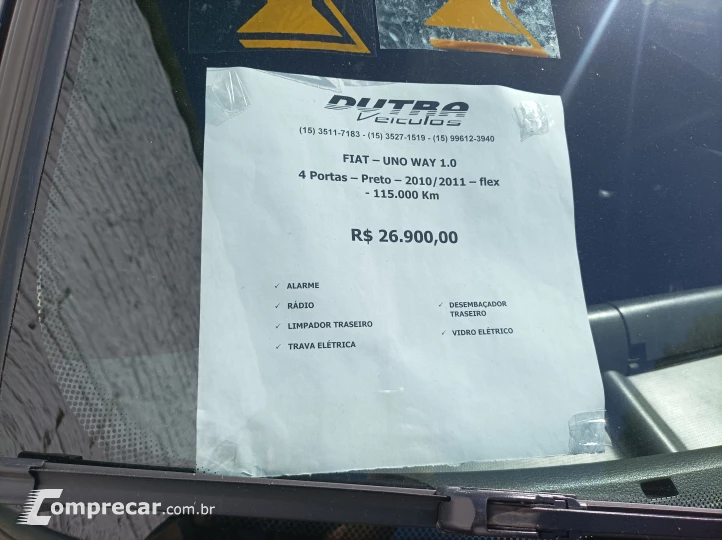 DUTRA
Veiculos
(15) 3511-7183 - (15) 3527-1519 - (15) 99612-3940
FIAT – UNO WAY 1.0
4 Portas – Preto – 2010/2011 – flex
- 115.000 Km
R$ 26.900,00
✓ ALARME
✓ RÁDIO
✓ LIMPADOR TRASEIRO
✓ TRAVA ELÉTRICA
✓ DESEMBAÇADOR
TRASEIRO
✓ VIDRO ELÉTRICO
Comprecar.com.br